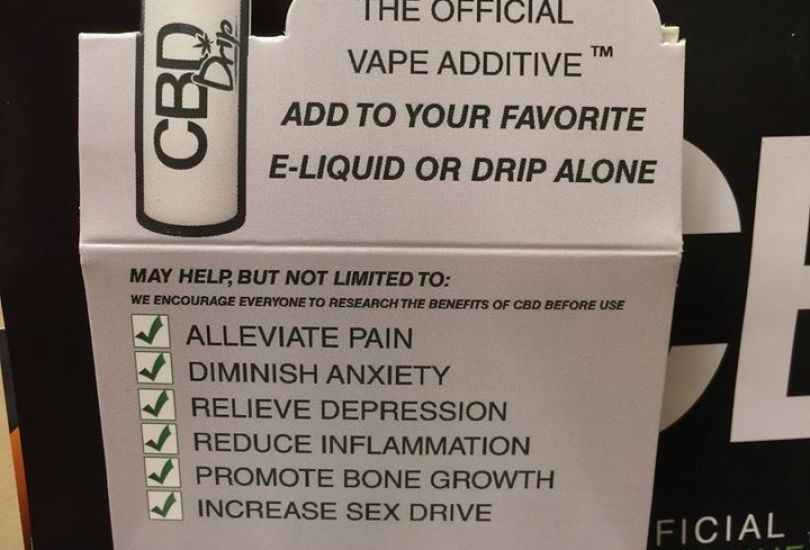 CBD Drip
THE OFFICIAL
VAPE ADDITIVE™
ADD TO YOUR FAVORITE
E-LIQUID OR DRIP ALONE
MAY HELP, BUT NOT LIMITED TO:
WE ENCOURAGE EVERYONE TO RESEARCH THE BENEFITS OF CBD BEFORE USE
ALLEVIATE PAIN
DIMINISH ANXIETY
RELIEVE DEPRESSION
REDUCE INFLAMMATION
PROMOTE BONE GROWTH
INCREASE SEX DRIVE
FICIAL